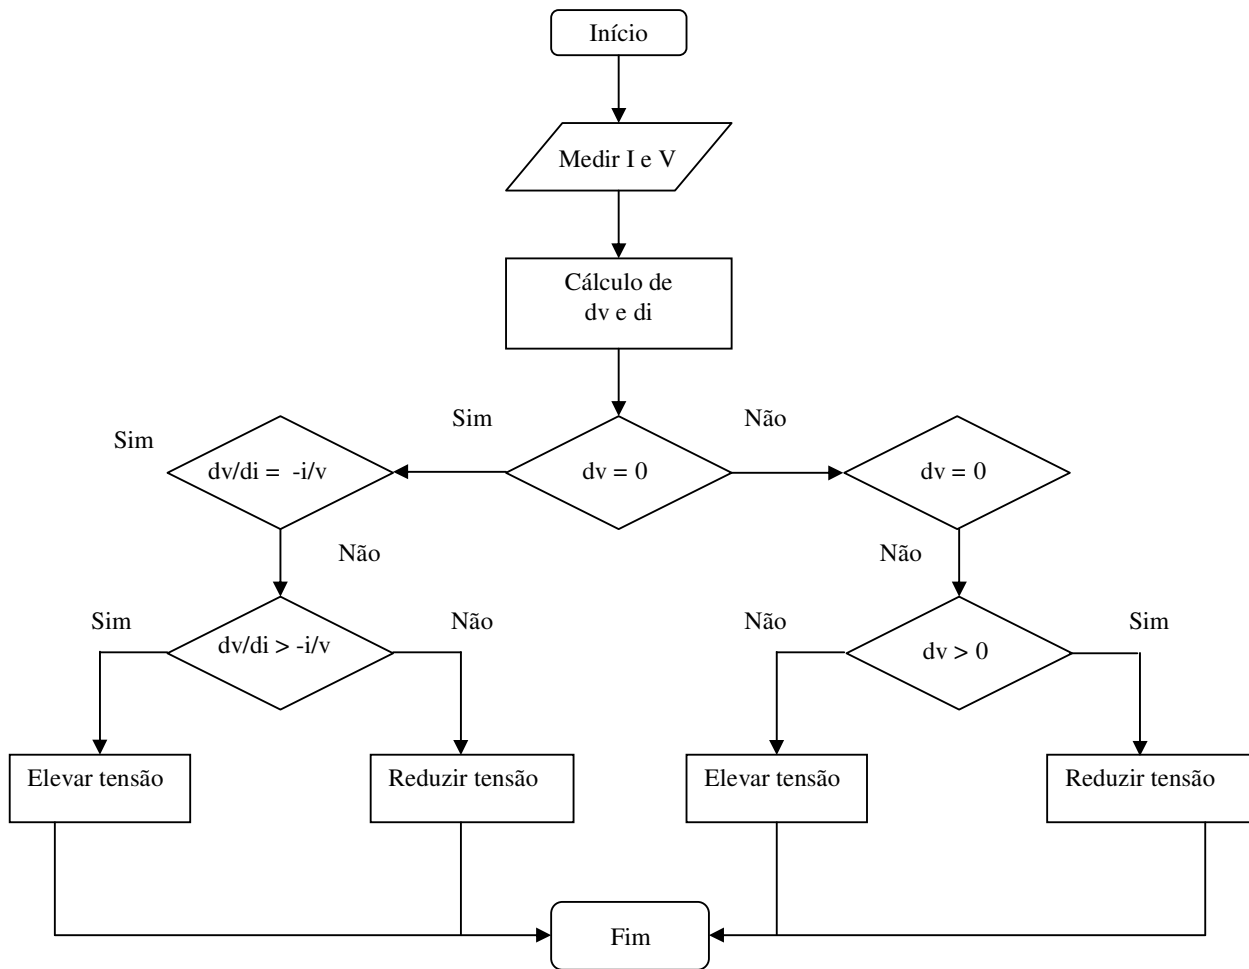 Início
Medir I e V
Cálculo de
dv e di
Sim
Não
Sim
dv/di = -i/v
dv = 0
dv = 0
Não
Não
Sim
Não
Não
Sim
dv/di > -i/v
dv > 0
Elevar tensão
Reduzir tensão
Elevar tensão
Reduzir tensão
Fim